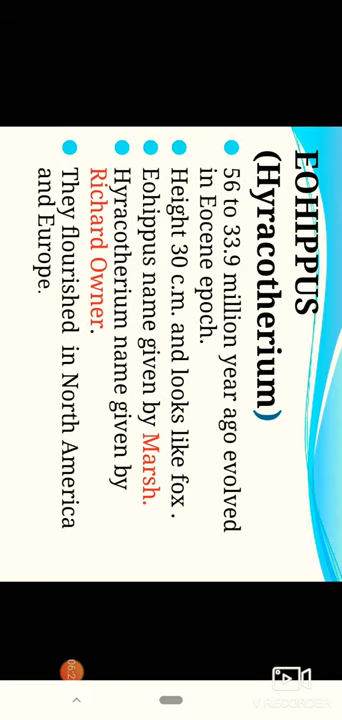 EOHIPPUS
(Hyracotherium)
56 to 33.9 million year ago evolved
in Eocene epoch.
Height 30 c.m. and looks like fox .
Eohippus name given by Marsh.
Hyracotherium name given by
Richard Owner.
They flourished in North America
and Europe.
V RECORDER